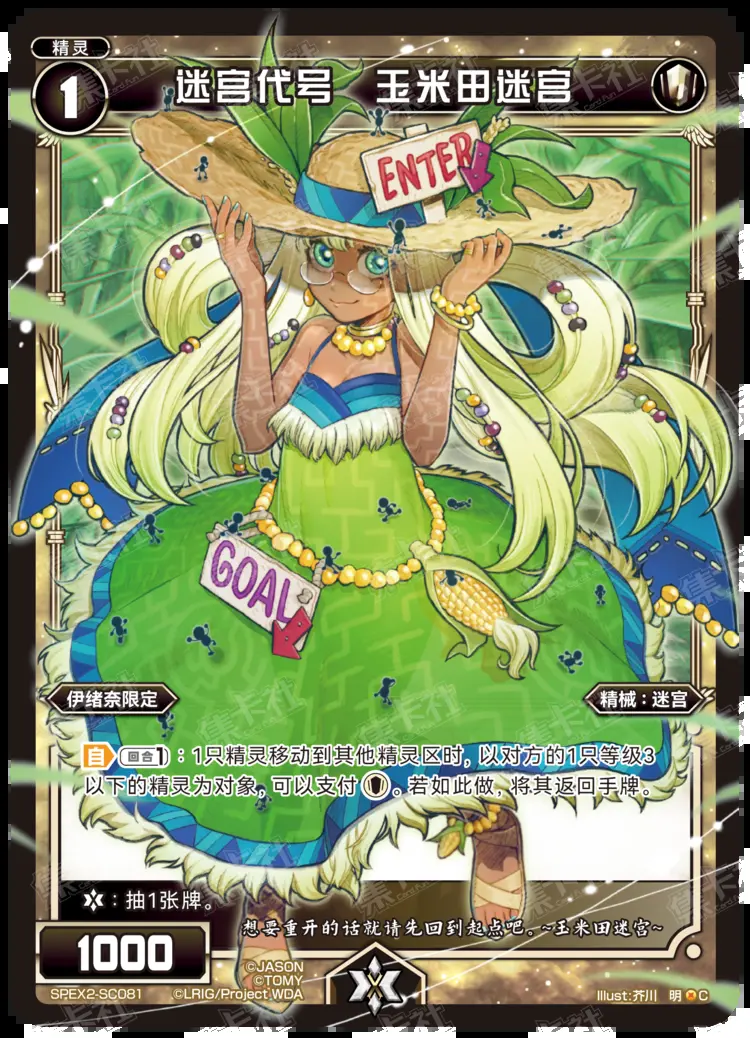 精灵
1
迷宫代号 玉米田迷宫
ENTER
GOAL
伊绪奈限定
精械:迷宫
自 回合1 :1只精灵移动到其他精灵区时,以对方的1只等级3
以下的精灵为对象,可以支付 。若如此做,将其返回手牌。
:抽1张牌。
想要重开的话就请先回到起点吧。~玉米田迷宫~
1000
©JASON
©TOMY
SPEX2-SC081 ©LRIG/Project WDA
Illust:芥川 明 C
集卡社